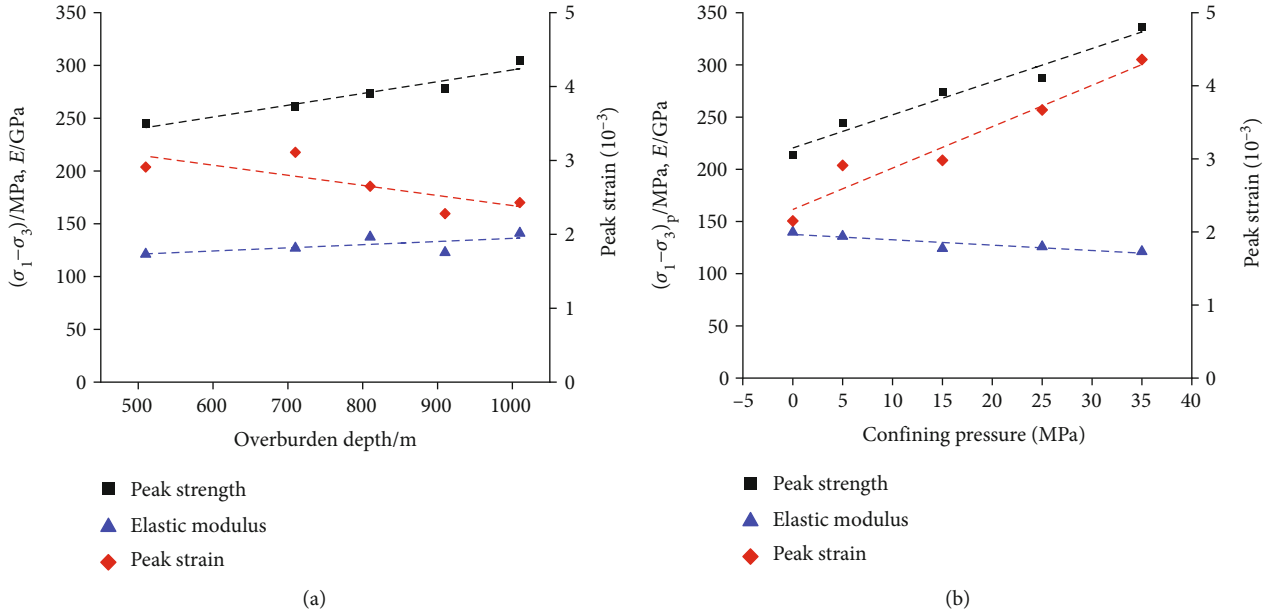 350
300
250
200
150
100
50
0
(σ₁–σ₃)/MPa, E/GPa
5
4
3
2
1
0
Peak strain (10⁻³)
500 600 700 800 900 1000
Overburden depth/m
Peak strength
Elastic modulus
Peak strain
(a)
350
300
250
200
150
100
50
0
(σ₁–σ₃)ₚ/MPa, E/GPa
5
4
3
2
1
0
Peak strain (10⁻³)
–5 0 5 10 15 20 25 30 35 40
Confining pressure (MPa)
Peak strength
Elastic modulus
Peak strain
(b)